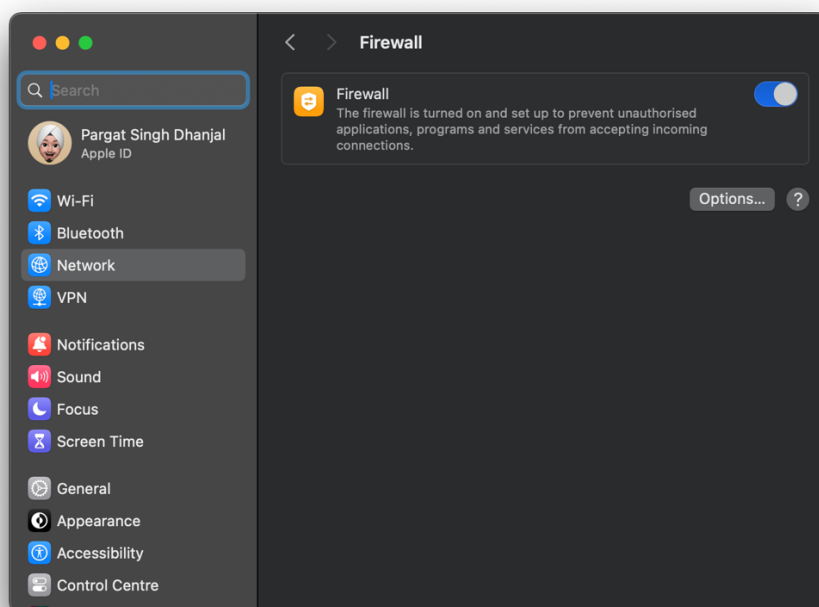 Firewall
Search
Pargat Singh Dhanjal
Apple ID
Wi-Fi
Bluetooth
Network
VPN
Notifications
Sound
Focus
Screen Time
General
Appearance
Accessibility
Control Centre
Firewall
The firewall is turned on and set up to prevent unauthorised
applications, programs and services from accepting incoming
connections.
Options...
?